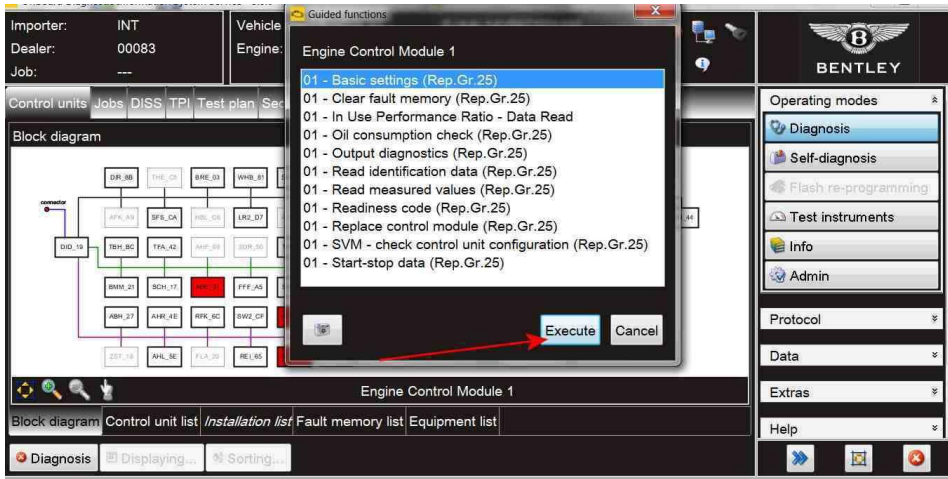 Importer: INT
Dealer: 00083
Job: ---
Vehicle
Engine:
BENTLEY
Control units Jobs DISS TPI Test plan
Block diagram
connector
DIR_8B BRE_03 WHB_81
SFS_CA LR2_D7
DID_19 TBH_BC TFA_42
BMM_21 SCH_17 FFF_A5
ABH_27 AHR_4E RFK_6C SW2_CF
AHL_5E FLA_20 REI_65
44
Guided functions
Engine Control Module 1
01 - Basic settings (Rep.Gr.25)
01 - Clear fault memory (Rep.Gr.25)
01 - In Use Performance Ratio - Data Read
01 - Oil consumption check (Rep.Gr.25)
01 - Output diagnostics (Rep.Gr.25)
01 - Read identification data (Rep.Gr.25)
01 - Read measured values (Rep.Gr.25)
01 - Readiness code (Rep.Gr.25)
01 - Replace control module (Rep.Gr.25)
01 - SVM - check control unit configuration (Rep.Gr.25)
01 - Start-stop data (Rep.Gr.25)
Execute Cancel
Engine Control Module 1
Block diagram Control unit list Installation list Fault memory list Equipment list
Diagnosis Displaying... Sorting...
Operating modes
Diagnosis
Self-diagnosis
Flash re-programming
Test instruments
Info
Admin
Protocol
Data
Extras
Help